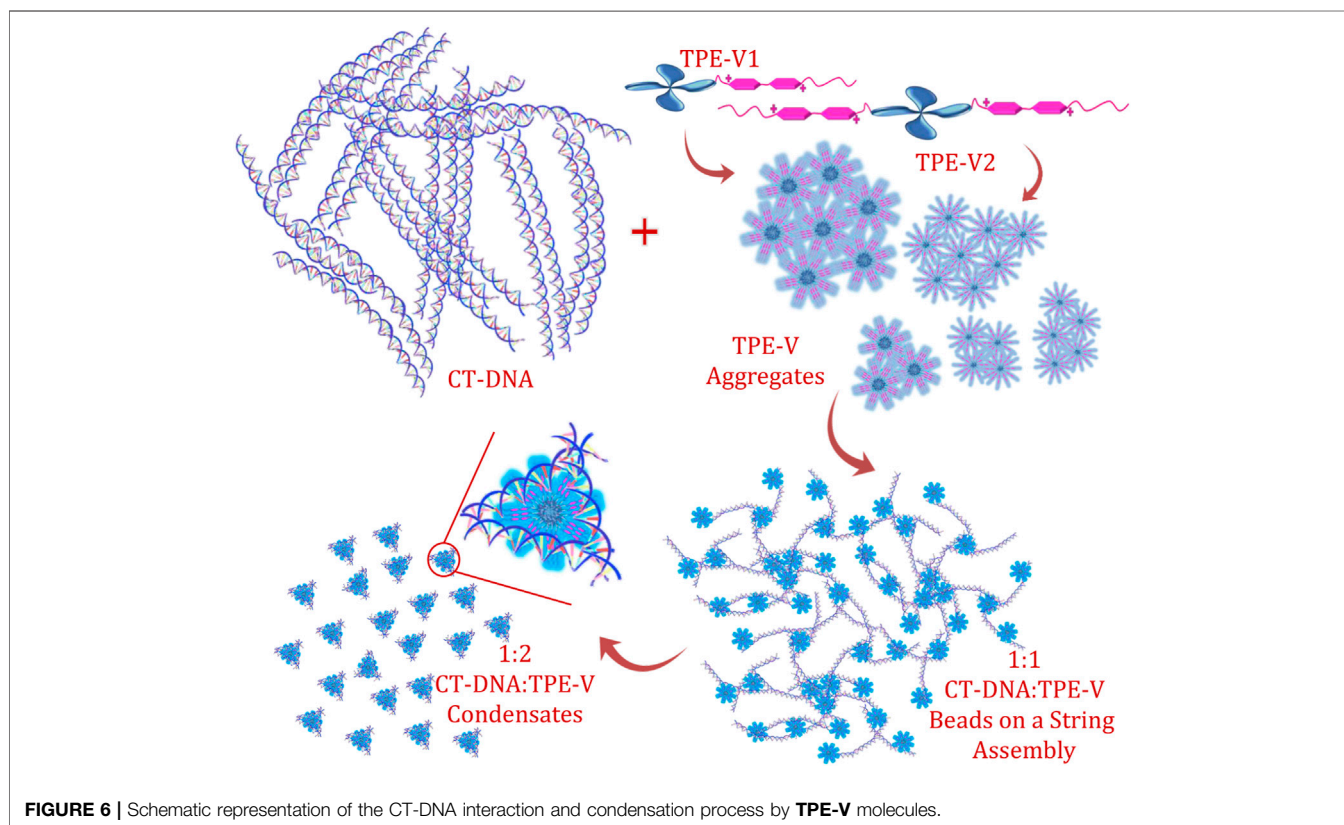 TPE-V1
TPE-V2
+
CT-DNA
TPE-V
Aggregates
1:2
CT-DNA:TPE-V
Condensates
1:1
CT-DNA:TPE-V
Beads on a String
Assembly
FIGURE 6 | Schematic representation of the CT-DNA interaction and condensation process by TPE-V molecules.